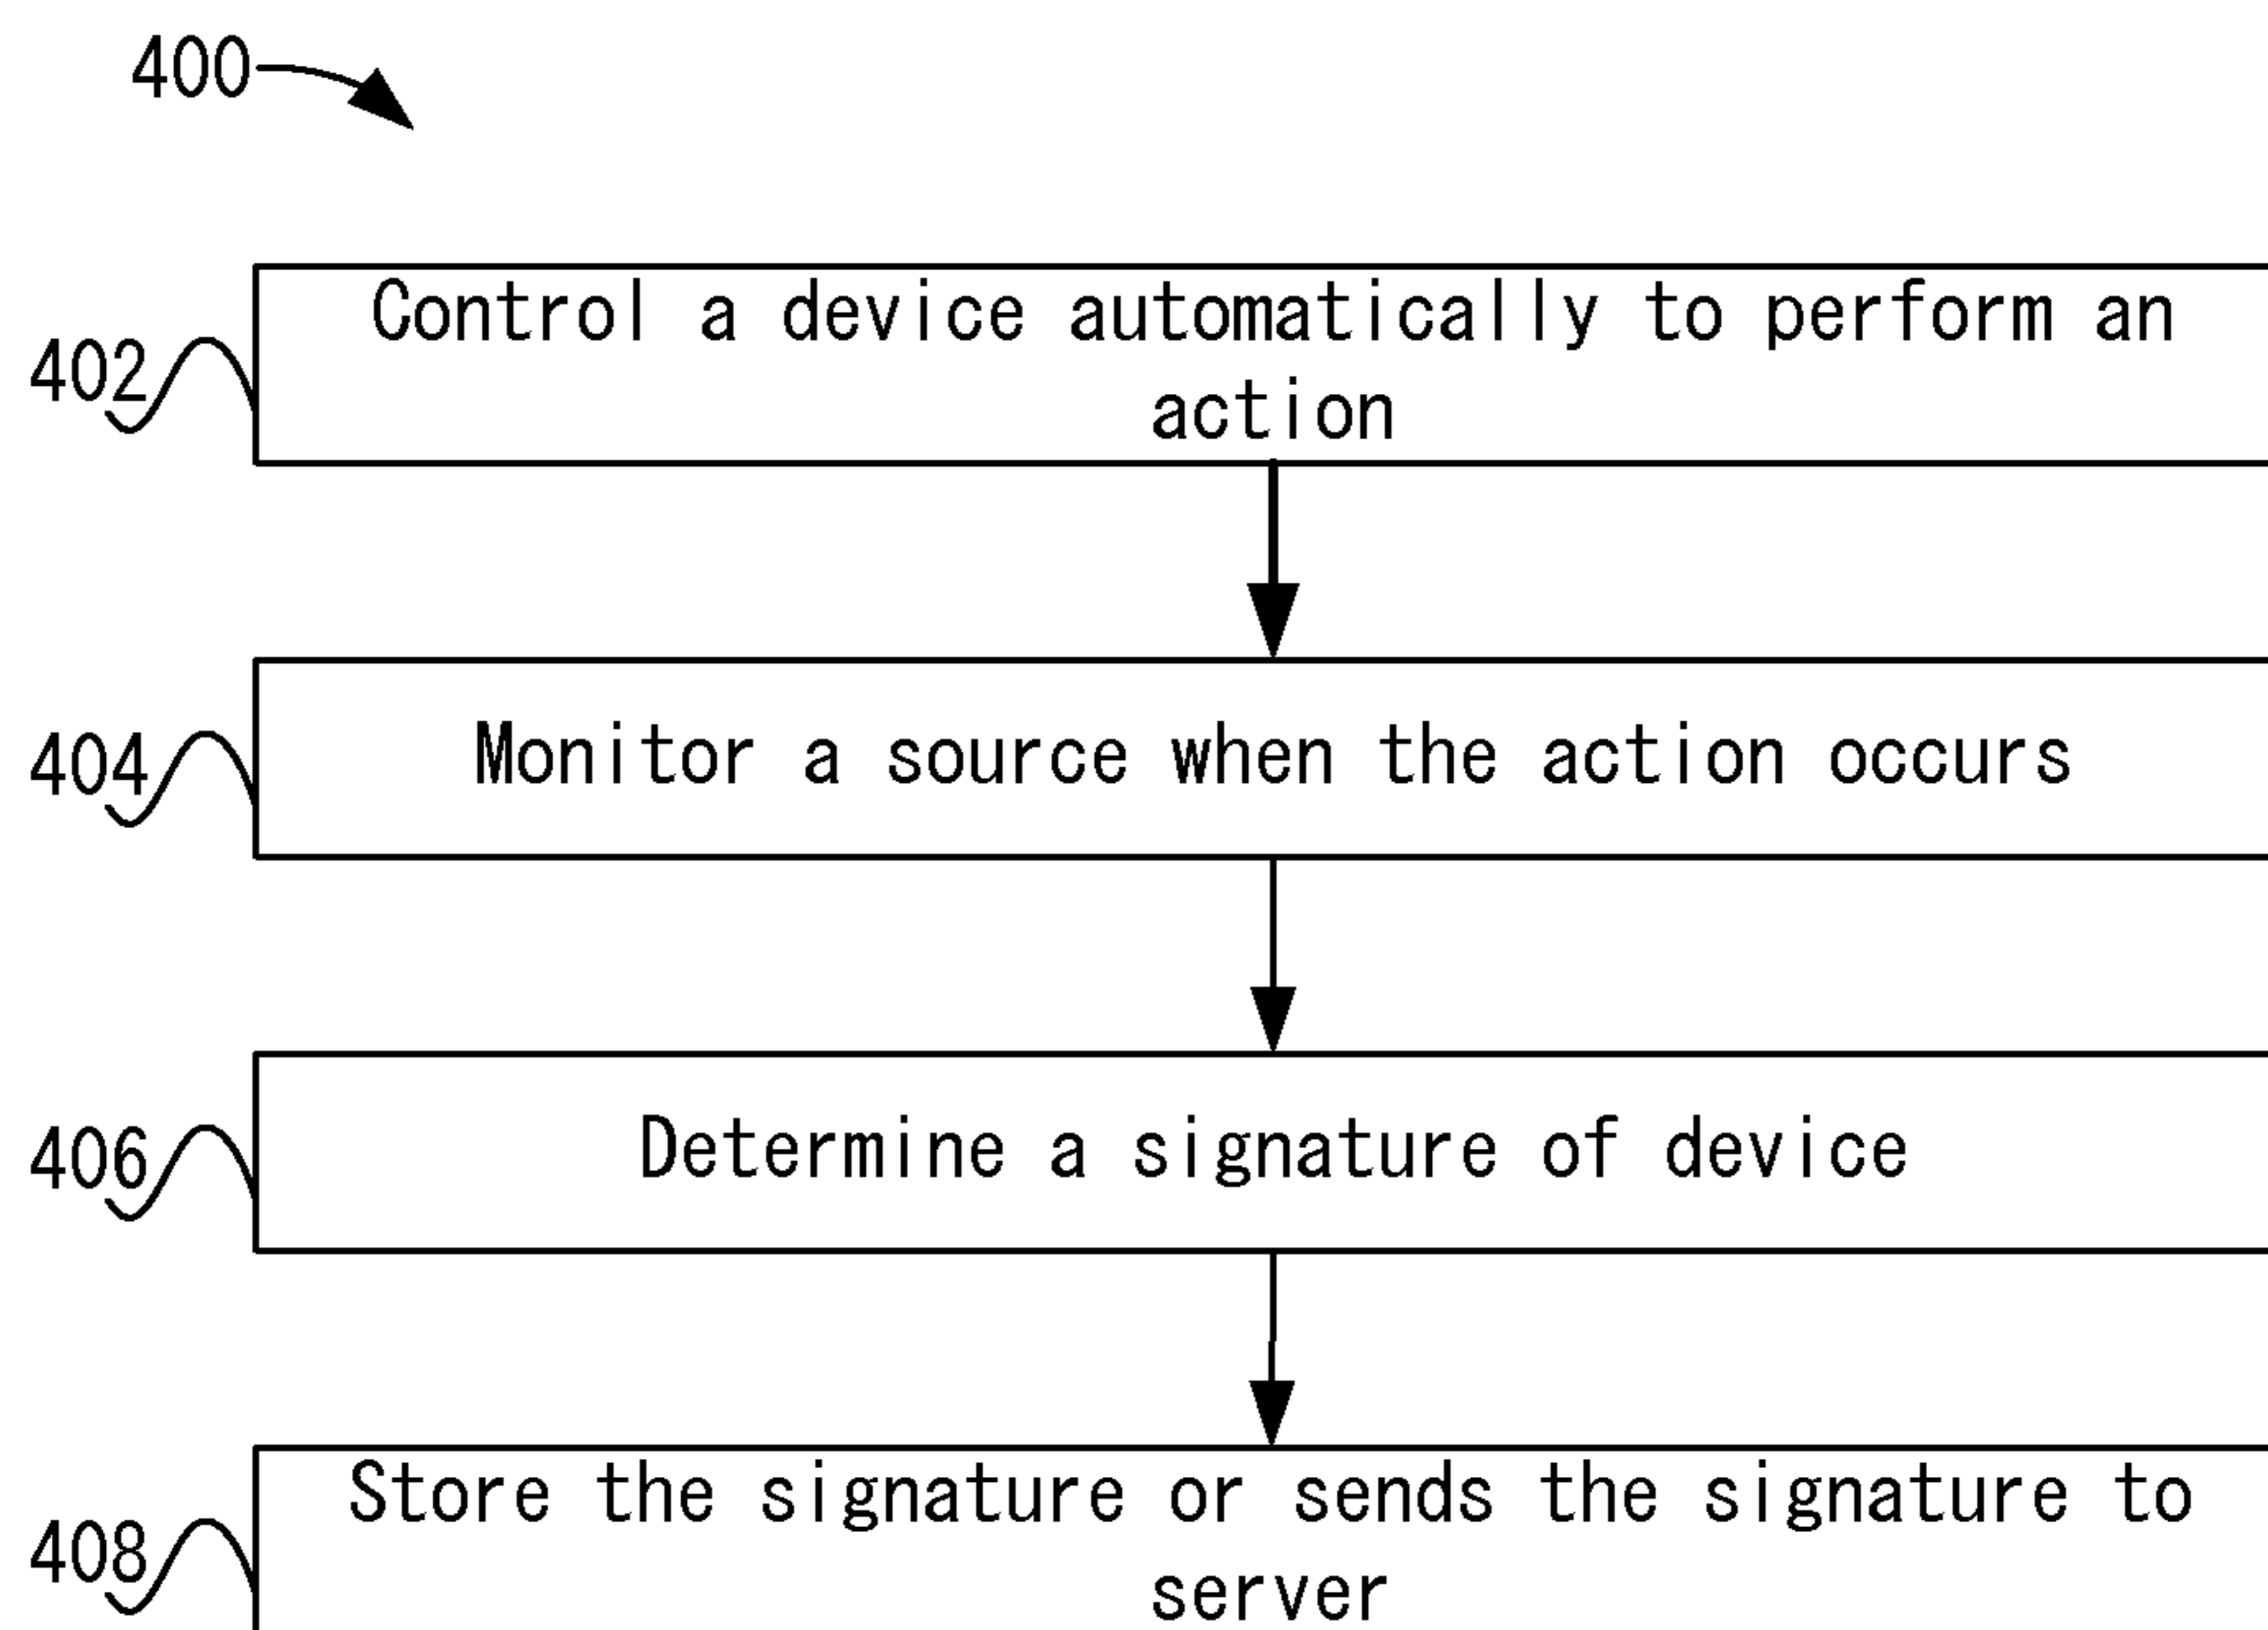 400
Control a device automatically to perform an
402
action
Monitor a source when the action occurs
404
Determine a signature of device
406
Store the signature or sends the signature to
408
server